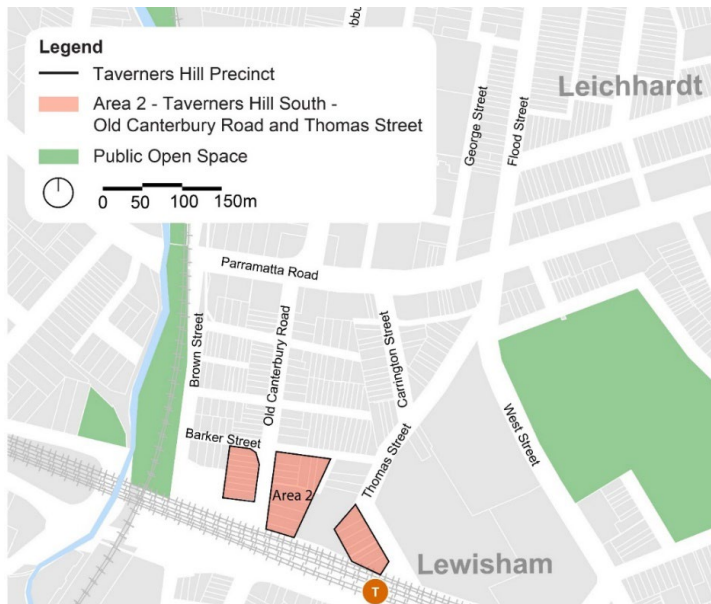 Legend
Taverners Hill Precinct
Area 2 - Taverners Hill South -
Old Canterbury Road and Thomas Street
Public Open Space
0 50 100 150m
Leichhardt
George Street
Flood Street
Parramatta Road
Brown Street
Old Canterbury Road
Carrington Street
Barker Street
Thomas Street
West Street
Area 2
Lewisham
T